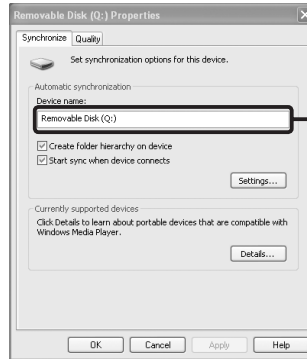 Removable Disk (Q:) Properties
Synchronize
Quality
Set synchronization options for this device.
Automatic synchronization
Device name:
Removable Disk (Q:)
Create folder hierarchy on device
Start sync when device connects
Settings...
Currently supported devices
Click Details to learn about portable devices that are compatible with
Windows Media Player.
Details...
OK
Cancel
Apply
Help